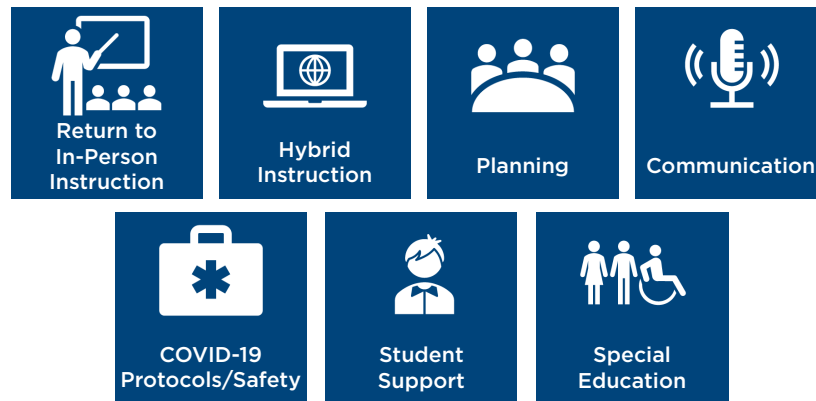 Return to
In-Person
Instruction
Hybrid
Instruction
Planning
Communication
COVID-19
Protocols/Safety
Student
Support
Special
Education